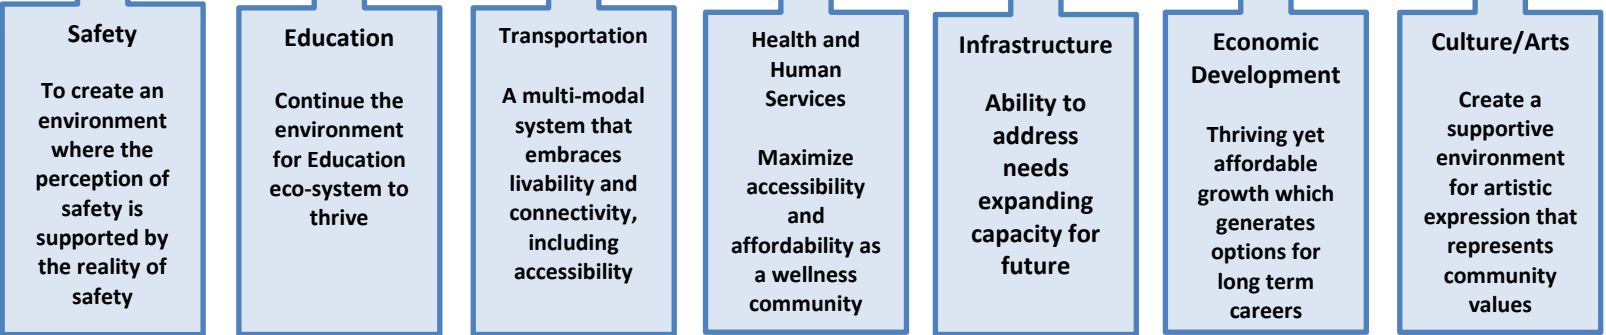 Safety
To create an
environment
where the
perception of
safety is
supported by
the reality of
safety
Education
Continue the
environment
for Education
eco-system to
thrive
Transportation
A multi-modal
system that
embraces
livability and
connectivity,
including
accessibility
Health and
Human
Services
Maximize
accessibility
and
affordability as
a wellness
community
Infrastructure
Ability to
address
needs
expanding
capacity for
future
Economic
Development
Thriving yet
affordable
growth which
generates
options for
long term
careers
Culture/Arts
Create a
supportive
environment
for artistic
expression that
represents
community
values